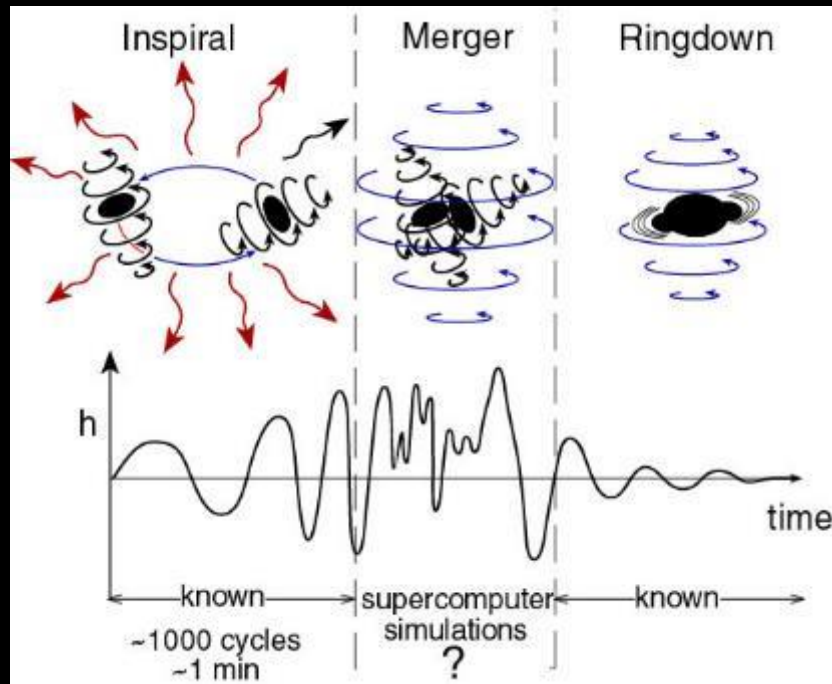 Inspiral
Merger
Ringdown
h
time
known
supercomputer
simulations
?
known
~1000 cycles
~1 min